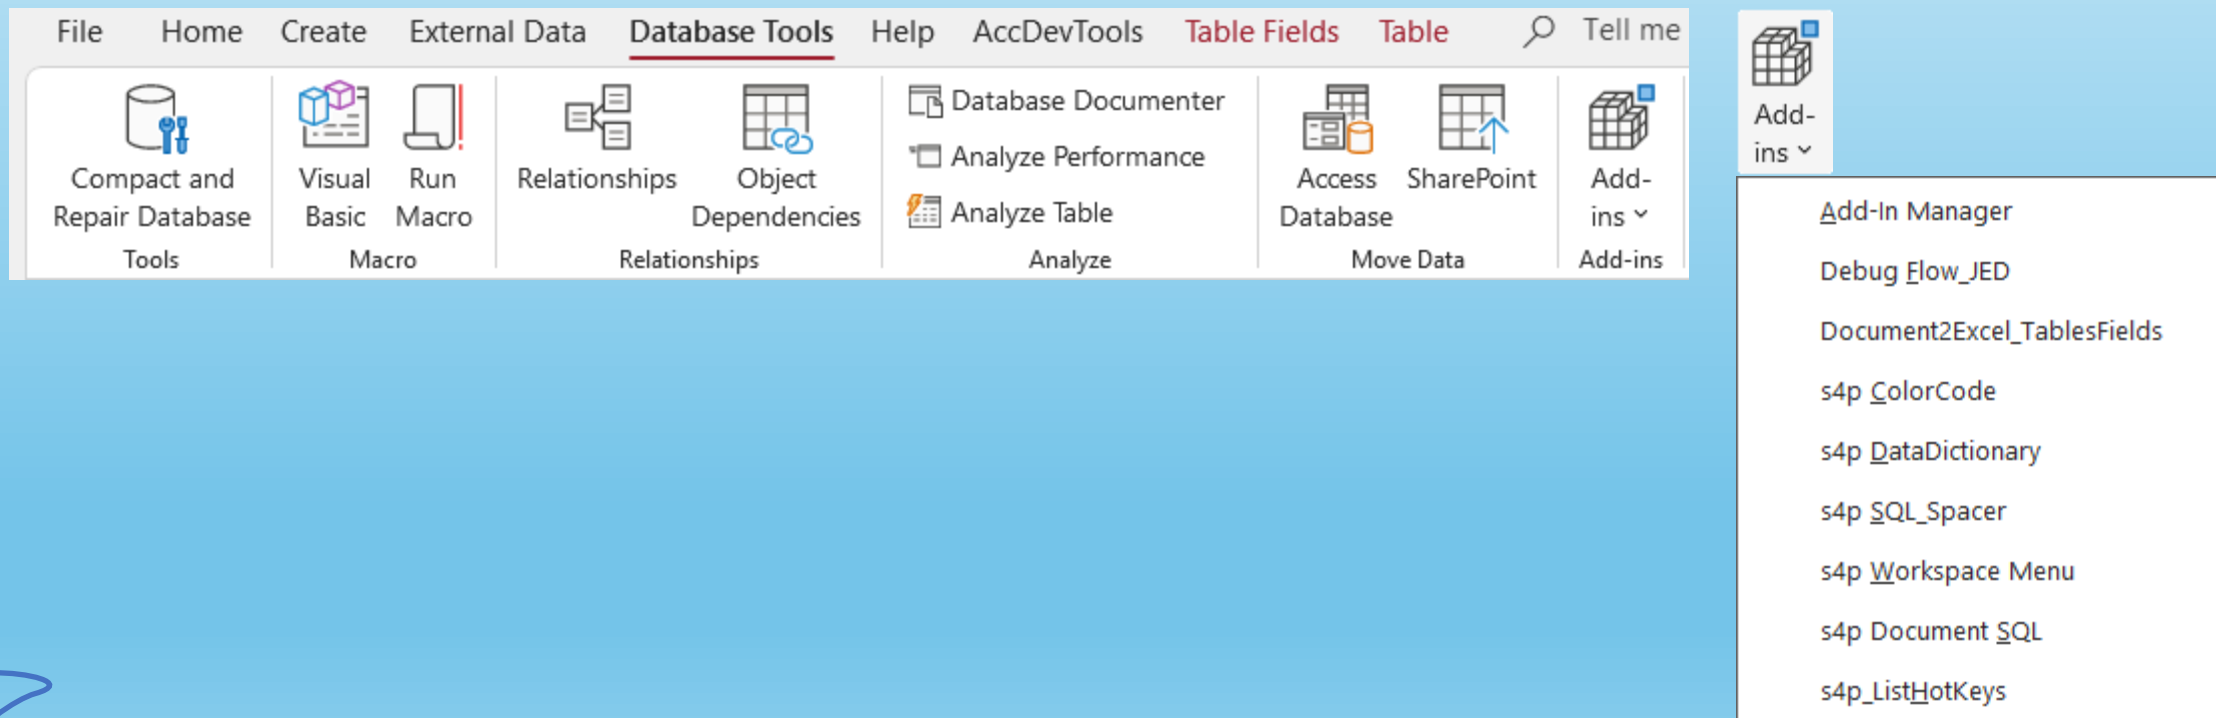 File Home Create External Data Database Tools Help AccDevTools Table Fields Table Tell me
Compact and
Repair Database
Tools
Visual
Basic
Run
Macro
Macro
Relationships
Object
Dependencies
Relationships
Database Documenter
Analyze Performance
Analyze Table
Analyze
Access
Database
SharePoint
Move Data
Add-
ins
Add-ins
Add-
ins
Add-In Manager
Debug Flow_JED
Document2Excel_TablesFields
s4p ColorCode
s4p DataDictionary
s4p SQL_Spacer
s4p Workspace Menu
s4p Document SQL
s4p_ListHotKeys